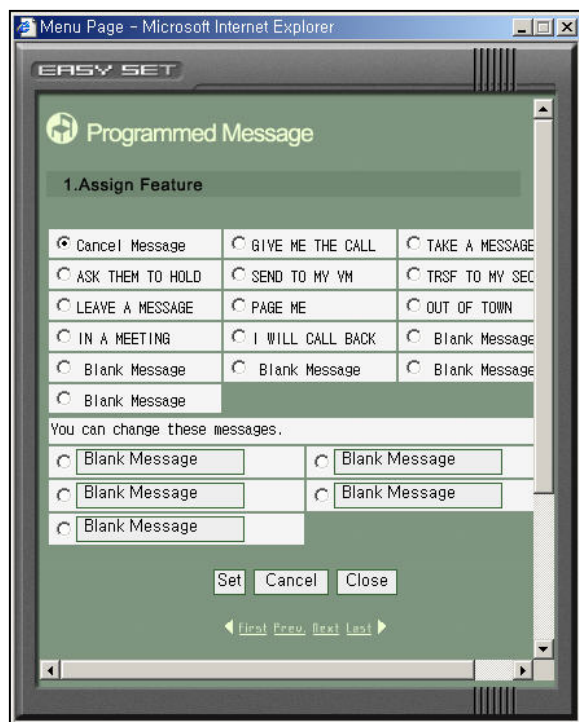 Menu Page - Microsoft Internet Explorer
EASY SET
Programmed Message
1.Assign Feature
Cancel Message GIVE ME THE CALL TAKE A MESSAGE
ASK THEM TO HOLD SEND TO MY VM TRSF TO MY SEC
LEAVE A MESSAGE PAGE ME OUT OF TOWN
IN A MEETING I WILL CALL BACK Blank Message
Blank Message Blank Message Blank Message
Blank Message
You can change these messages.
Blank Message Blank Message
Blank Message Blank Message
Blank Message
Set Cancel Close
First Prev. Next Last